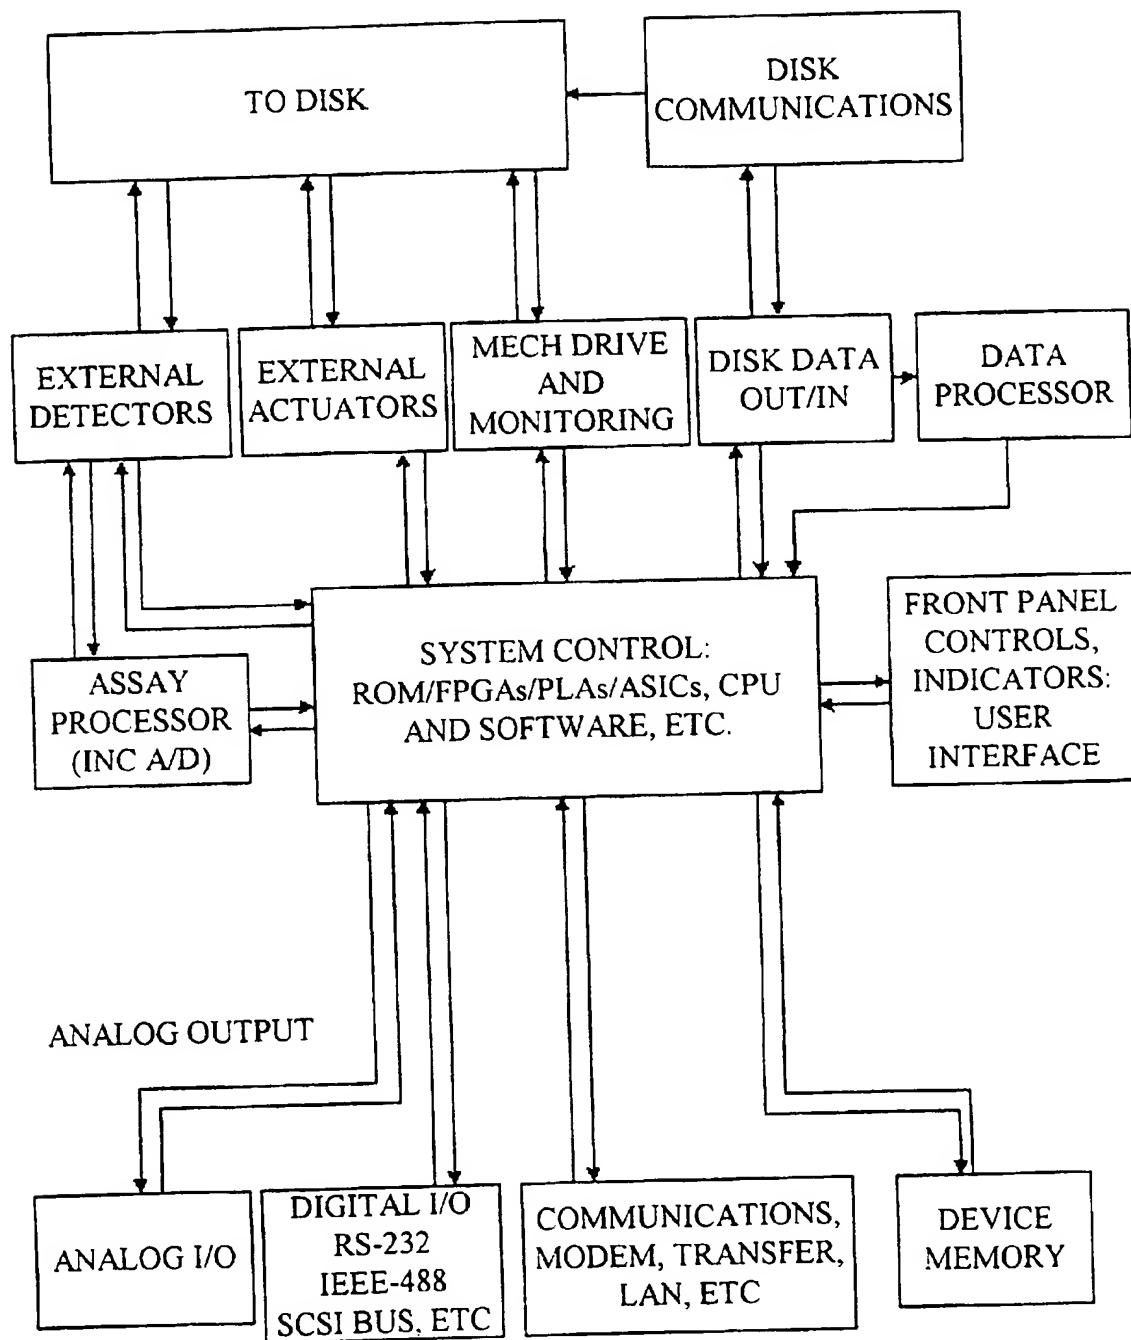 TO DISK
DISK
COMMUNICATIONS
EXTERNAL
DETECTORS
EXTERNAL
ACTUATORS
MECH DRIVE
AND
MONITORING
DISK DATA
OUT/IN
DATA
PROCESSOR
ASSAY
PROCESSOR
(INC A/D)
SYSTEM CONTROL:
ROM/FPGAs/PLAs/ASICs, CPU
AND SOFTWARE, ETC.
FRONT PANEL
CONTROLS,
INDICATORS:
USER
INTERFACE
ANALOG OUTPUT
ANALOG I/O
DIGITAL I/O
RS-232
IEEE-488
SCSI BUS, ETC
COMMUNICATIONS,
MODEM, TRANSFER,
LAN, ETC
DEVICE
MEMORY